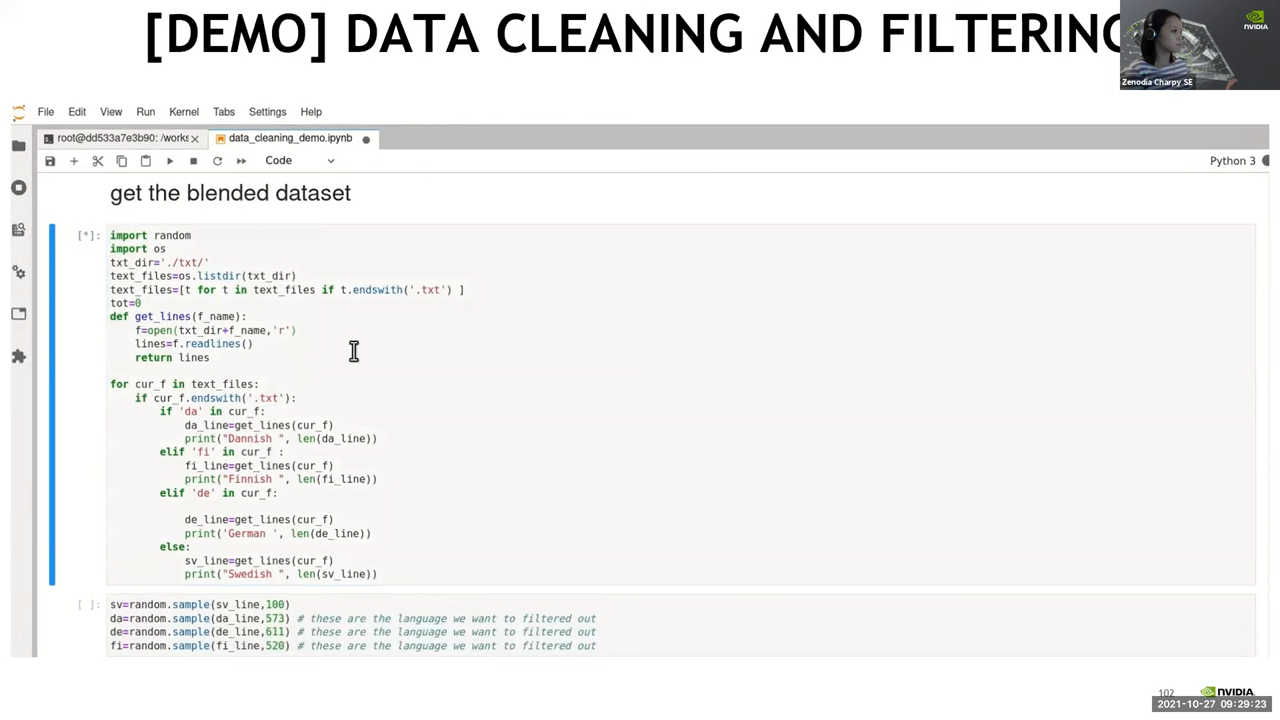 [DEMO] DATA CLEANING AND FILTERING
NVIDIA
Zenodia Charpy SE
File Edit View Run Kernel Tabs Settings Help
root@dd533a7e3b90: /works
data_cleaning_demo.ipynb
Code
Python 3
get the blended dataset
[*]:
import random
import os
txt_dir='./txt/'
text_files=os.listdir(txt_dir)
text_files=[t for t in text_files if t.endswith('.txt') ]
tot=0
def get_lines(f_name):
f=open(txt_dir+f_name,'r')
lines=f.readlines()
return lines
for cur_f in text_files:
if cur_f.endswith('.txt'):
if 'da' in cur_f:
da_line=get_lines(cur_f)
print("Dannish ", len(da_line))
elif 'fi' in cur_f :
fi_line=get_lines(cur_f)
print("Finnish ", len(fi_line))
elif 'de' in cur_f:
de_line=get_lines(cur_f)
print('German ', len(de_line))
else:
sv_line=get_lines(cur_f)
print("Swedish ", len(sv_line))
[ ]:
sv=random.sample(sv_line,100)
da=random.sample(da_line,573) # these are the language we want to filtered out
de=random.sample(de_line,611) # these are the language we want to filtered out
fi=random.sample(fi_line,520) # these are the language we want to filtered out
102
NVIDIA
2021-10-27 09:29:23